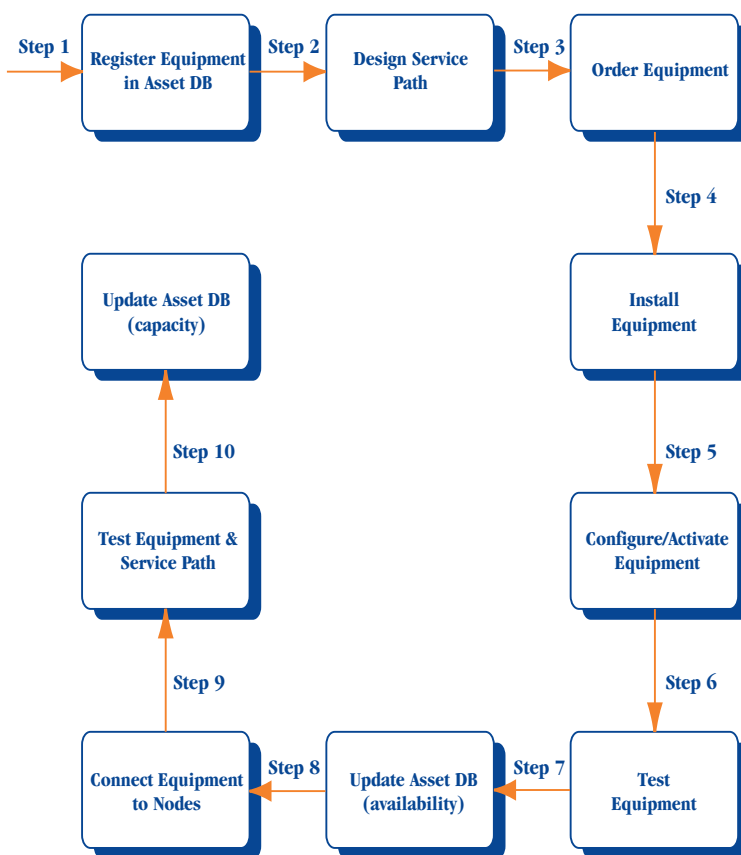 Step 1
Register Equipment
in Asset DB
Step 2
Design Service
Path
Step 3
Order Equipment
Step 4
Install
Equipment
Step 5
Configure/Activate
Equipment
Step 6
Test
Equipment
Step 7
Update Asset DB
(availability)
Step 8
Connect Equipment
to Nodes
Step 9
Test Equipment &
Service Path
Step 10
Update Asset DB
(capacity)